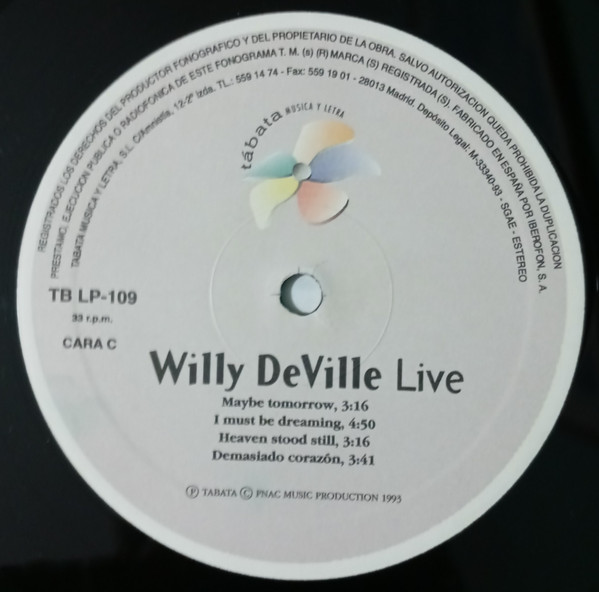 REGISTRADOS LOS DERECHOS DEL PRODUCTOR FONOGRAFICO Y DEL PROPIETARIO DE LA OBRA. SALVO AUTORIZACION QUEDA PROHIBIDA LA DUPLICACION
PRESTAMO, EJECUCION PUBLICA O RADIOFONICA DE ESTE FONOGRAMA T. M. (s) (R) MARCA (S) REGISTRADA (S). FABRICADO EN ESPAÑA POR IBEROFON, S. A.
TABATA MUSICA Y LETRA, S.L. C/Amnistía, 12-2º Izda. TL.: 559 14 74 - Fax: 559 19 01 - 28013 Madrid. Depósito Legal: M-33340-93 - SGAE - ESTEREO
tábata MUSICA Y LETRA
TB LP-109
33 r.p.m.
CARA C
Willy DeVille Live
Maybe tomorrow, 3:16
I must be dreaming, 4:50
Heaven stood still, 3:16
Demasiado corazón, 3:41
Ⓟ TABATA Ⓒ FNAC MUSIC PRODUCTION 1993